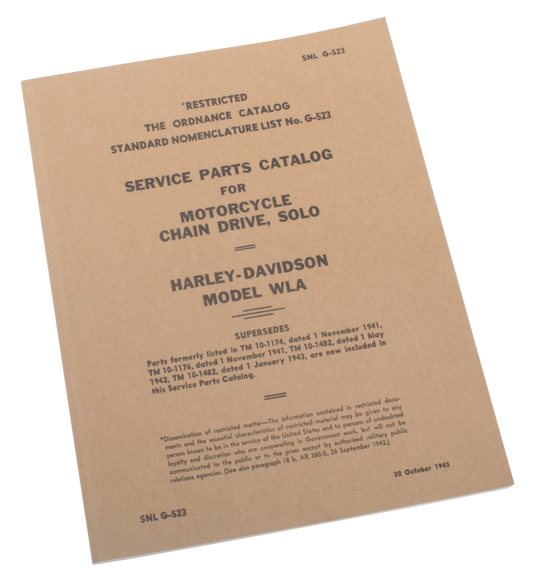 SNL G-523
*RESTRICTED
THE ORDNANCE CATALOG
STANDARD NOMENCLATURE LIST No. G-523
SERVICE PARTS CATALOG
FOR
MOTORCYCLE
CHAIN DRIVE, SOLO
HARLEY-DAVIDSON
MODEL WLA
SUPERSEDES
Parts formerly listed in TM 10-1174, dated 1 November 1941,
TM 10-1176, dated 1 November 1941, TM 10-1482, dated 1 May
1942, TM 10-1482, dated 1 January 1943, are now included in
this Service Parts Catalog.
*Dissemination of restricted matter—The information contained in restricted docu-
ments and the essential characteristics of restricted material may be given to any
person known to be in the service of the United States and to persons of undoubted
loyalty and discretion who are cooperating in Government work, but will not be
communicated to the public or to the press except by authorized military public
relations agencies. (See also paragraph 18 b, AR 380-5, 28 September 1942.)
30 October 1943
SNL G-523